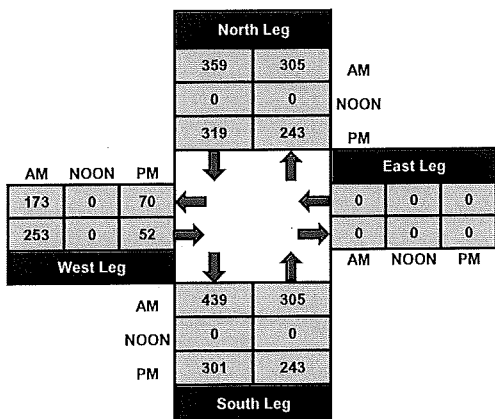 North Leg
359 305 AM
0 0 NOON
319 243 PM
AM NOON PM
173 0 70
253 0 52
West Leg
East Leg
0 0 0
0 0 0
AM NOON PM
AM 439 305
NOON 0 0
PM 301 243
South Leg